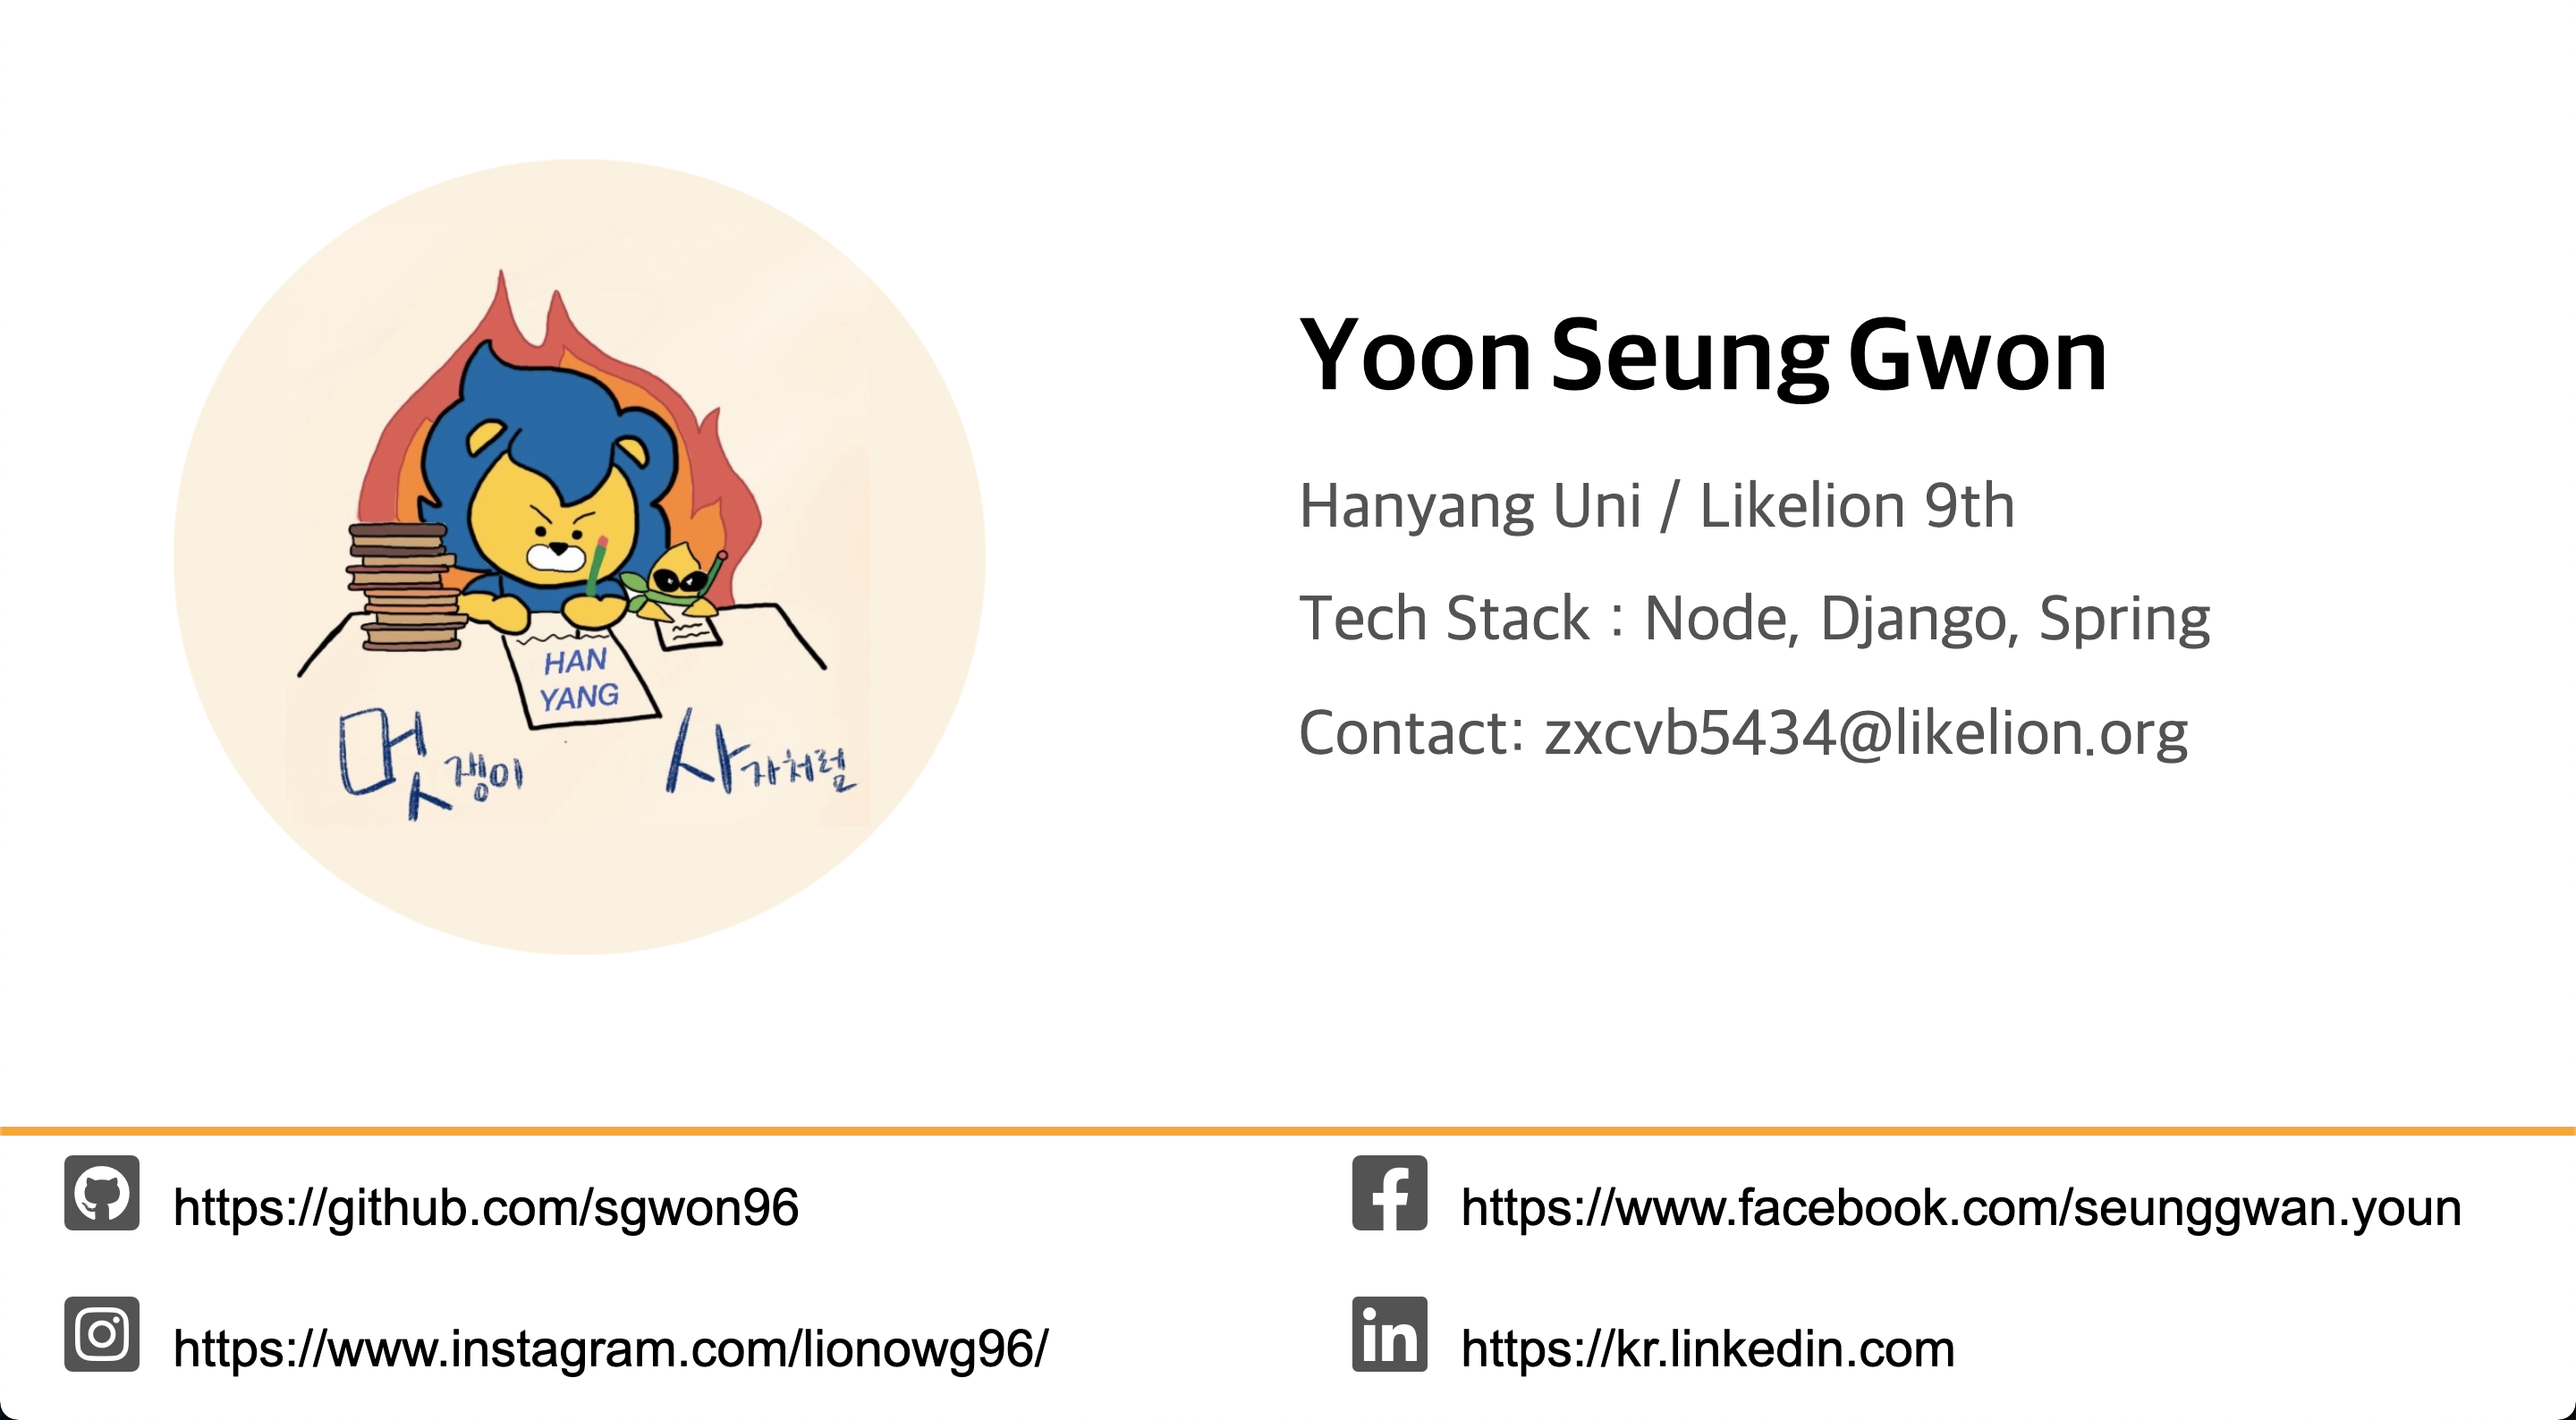 HAN
YANG
멋쟁이 사자처럼
Yoon Seung Gwon
Hanyang Uni / Likelion 9th
Tech Stack : Node, Django, Spring
Contact: zxcvb5434@likelion.org
https://github.com/sgwon96
https://www.facebook.com/seunggwan.youn
https://www.instagram.com/lionowg96/
https://kr.linkedin.com